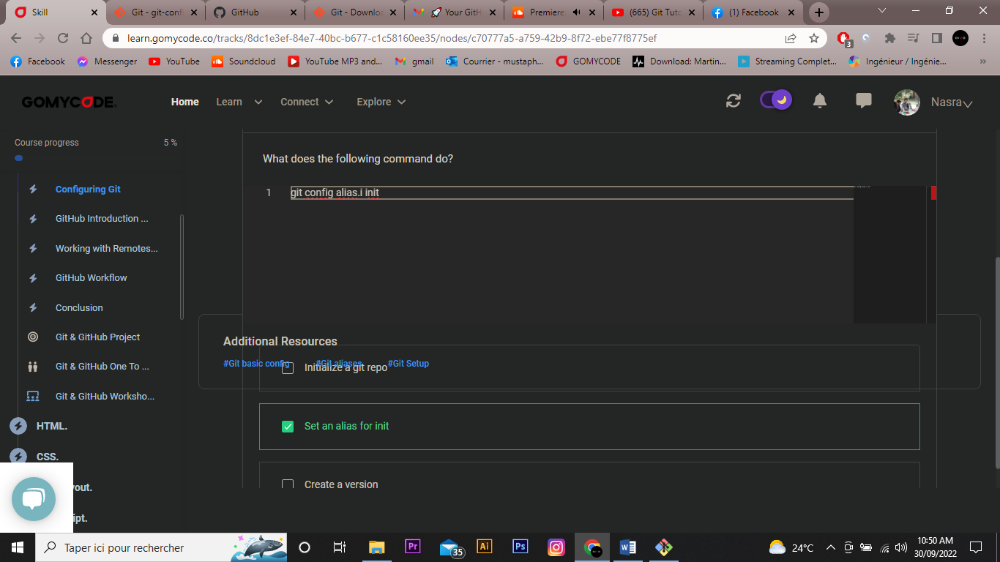 Skill
Git - git-conf
GitHub
Git - Downloa
Your GitH
Premiere
(665) Git Tuto
(1) Facebook
learn.gomycode.co/tracks/8dc1e3ef-84e7-40bc-b677-c1c58160ee35/nodes/c70777a5-a759-42b9-8f72-ebe77f8775ef
3
Facebook
Messenger
YouTube
Soundcloud
YouTube MP3 and...
gmail
Courrier - mustaph...
GOMYCODE
Download: Martin...
Streaming Complet...
Ingénieur / Ingénie...
»
GOMYCODE
Home
Learn
Connect
Explore
Nasra
Course progress
5 %
Configuring Git
GitHub Introduction ...
Working with Remotes...
GitHub Workflow
Conclusion
Git & GitHub Project
Git & GitHub One To ...
Git & GitHub Worksho...
HTML.
CSS.
out.
ipt.
What does the following command do?
1
git config alias.i init
Additional Resources
#Git basic config
#Git aliases
#Git Setup
Initialize a git repo
Set an alias for init
Create a version
Taper ici pour rechercher
Pr
35
Ai
Ps
24°C
10:50 AM
30/09/2022